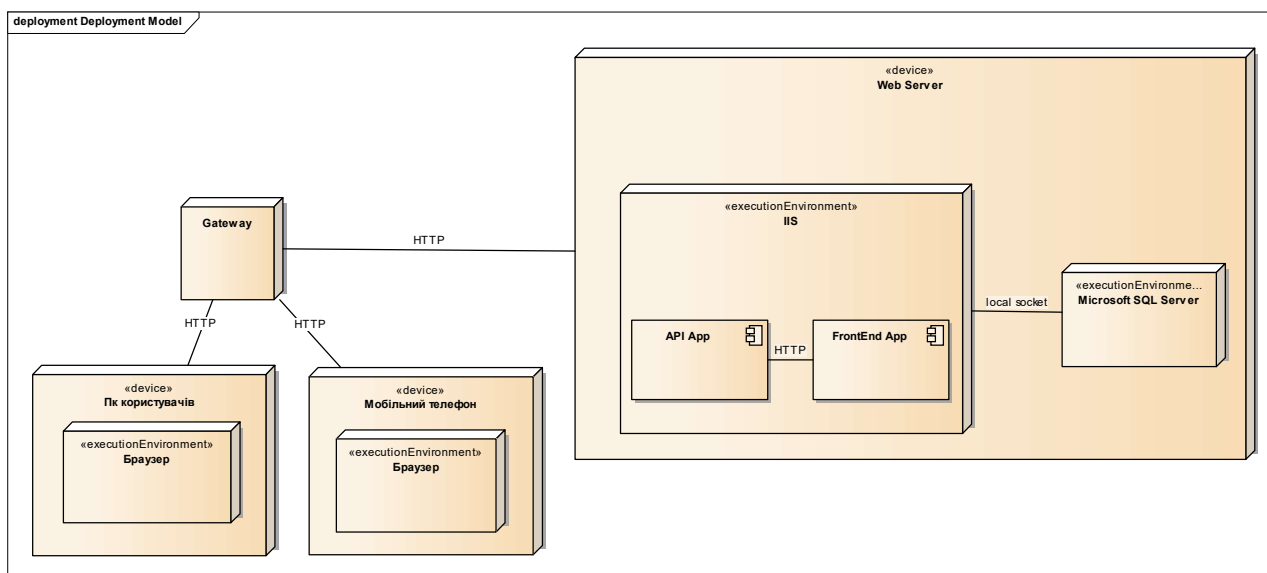 deployment Deployment Model
«device»
Web Server
«executionEnvironment»
IIS
Gateway
HTTP
«executionEnvironme...
Microsoft SQL Server
local socket
API App
HTTP
FrontEnd App
HTTP
HTTP
«device»
Пк користувачів
«executionEnvironment»
Браузер
«device»
Мобільний телефон
«executionEnvironment»
Браузер